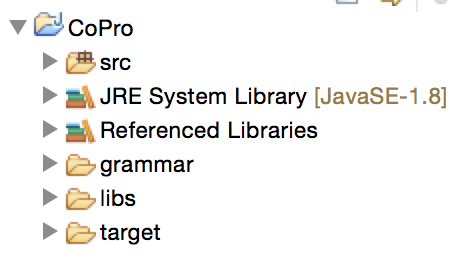 CoPro
src
JRE System Library [JavaSE-1.8]
Referenced Libraries
grammar
libs
target